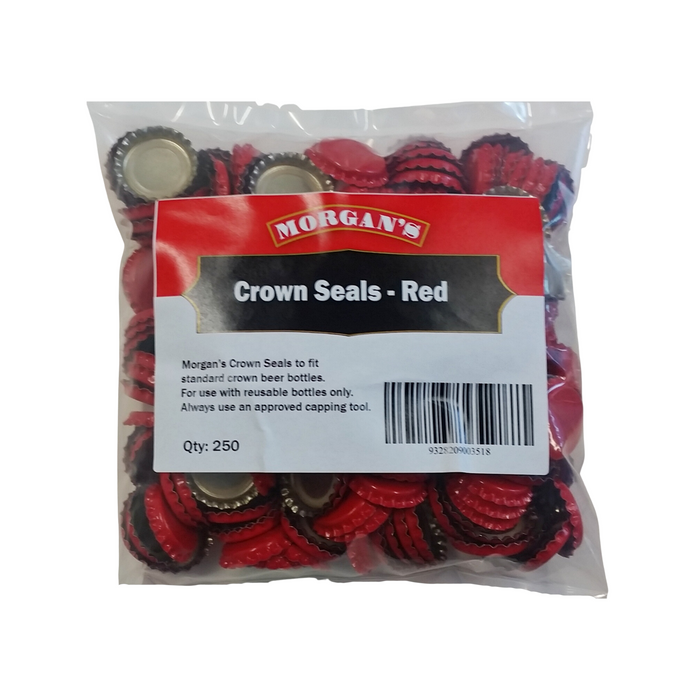 MORGAN'S
Crown Seals - Red
Morgan's Crown Seals to fit
standard crown beer bottles.
For use with reusable bottles only.
Always use an approved capping tool.
Qty: 250
9328209003518